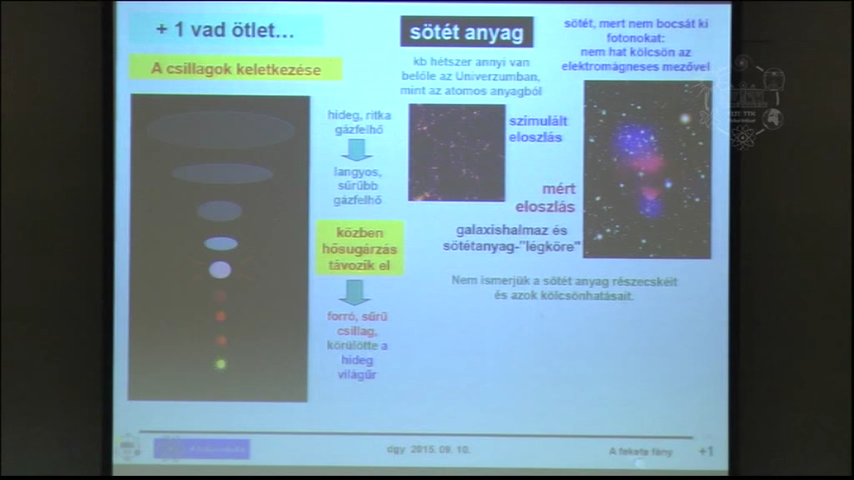 + 1 vad ötlet...
A csillagok keletkezése
hideg, ritka
gázfelhő
langyos,
sűrűbb
gázfelhő
közben
hősugárzás
távozik el
forró, sűrű
csillag,
körülötte a
hideg
világűr
sötét anyag
kb hétszer annyi van
belőle az Univerzumban,
mint az atomos anyagból
szimulált
eloszlás
mért
eloszlás
galaxishalmaz és
sötétanyag-"légköre"
sötét, mert nem bocsát ki
fotonokat:
nem hat kölcsön az
elektromágneses mezővel
Nem ismerjük a sötét anyag részecskéit
és azok kölcsönhatásait.
dgy 2015. 09. 10.
A fekete fény
+1